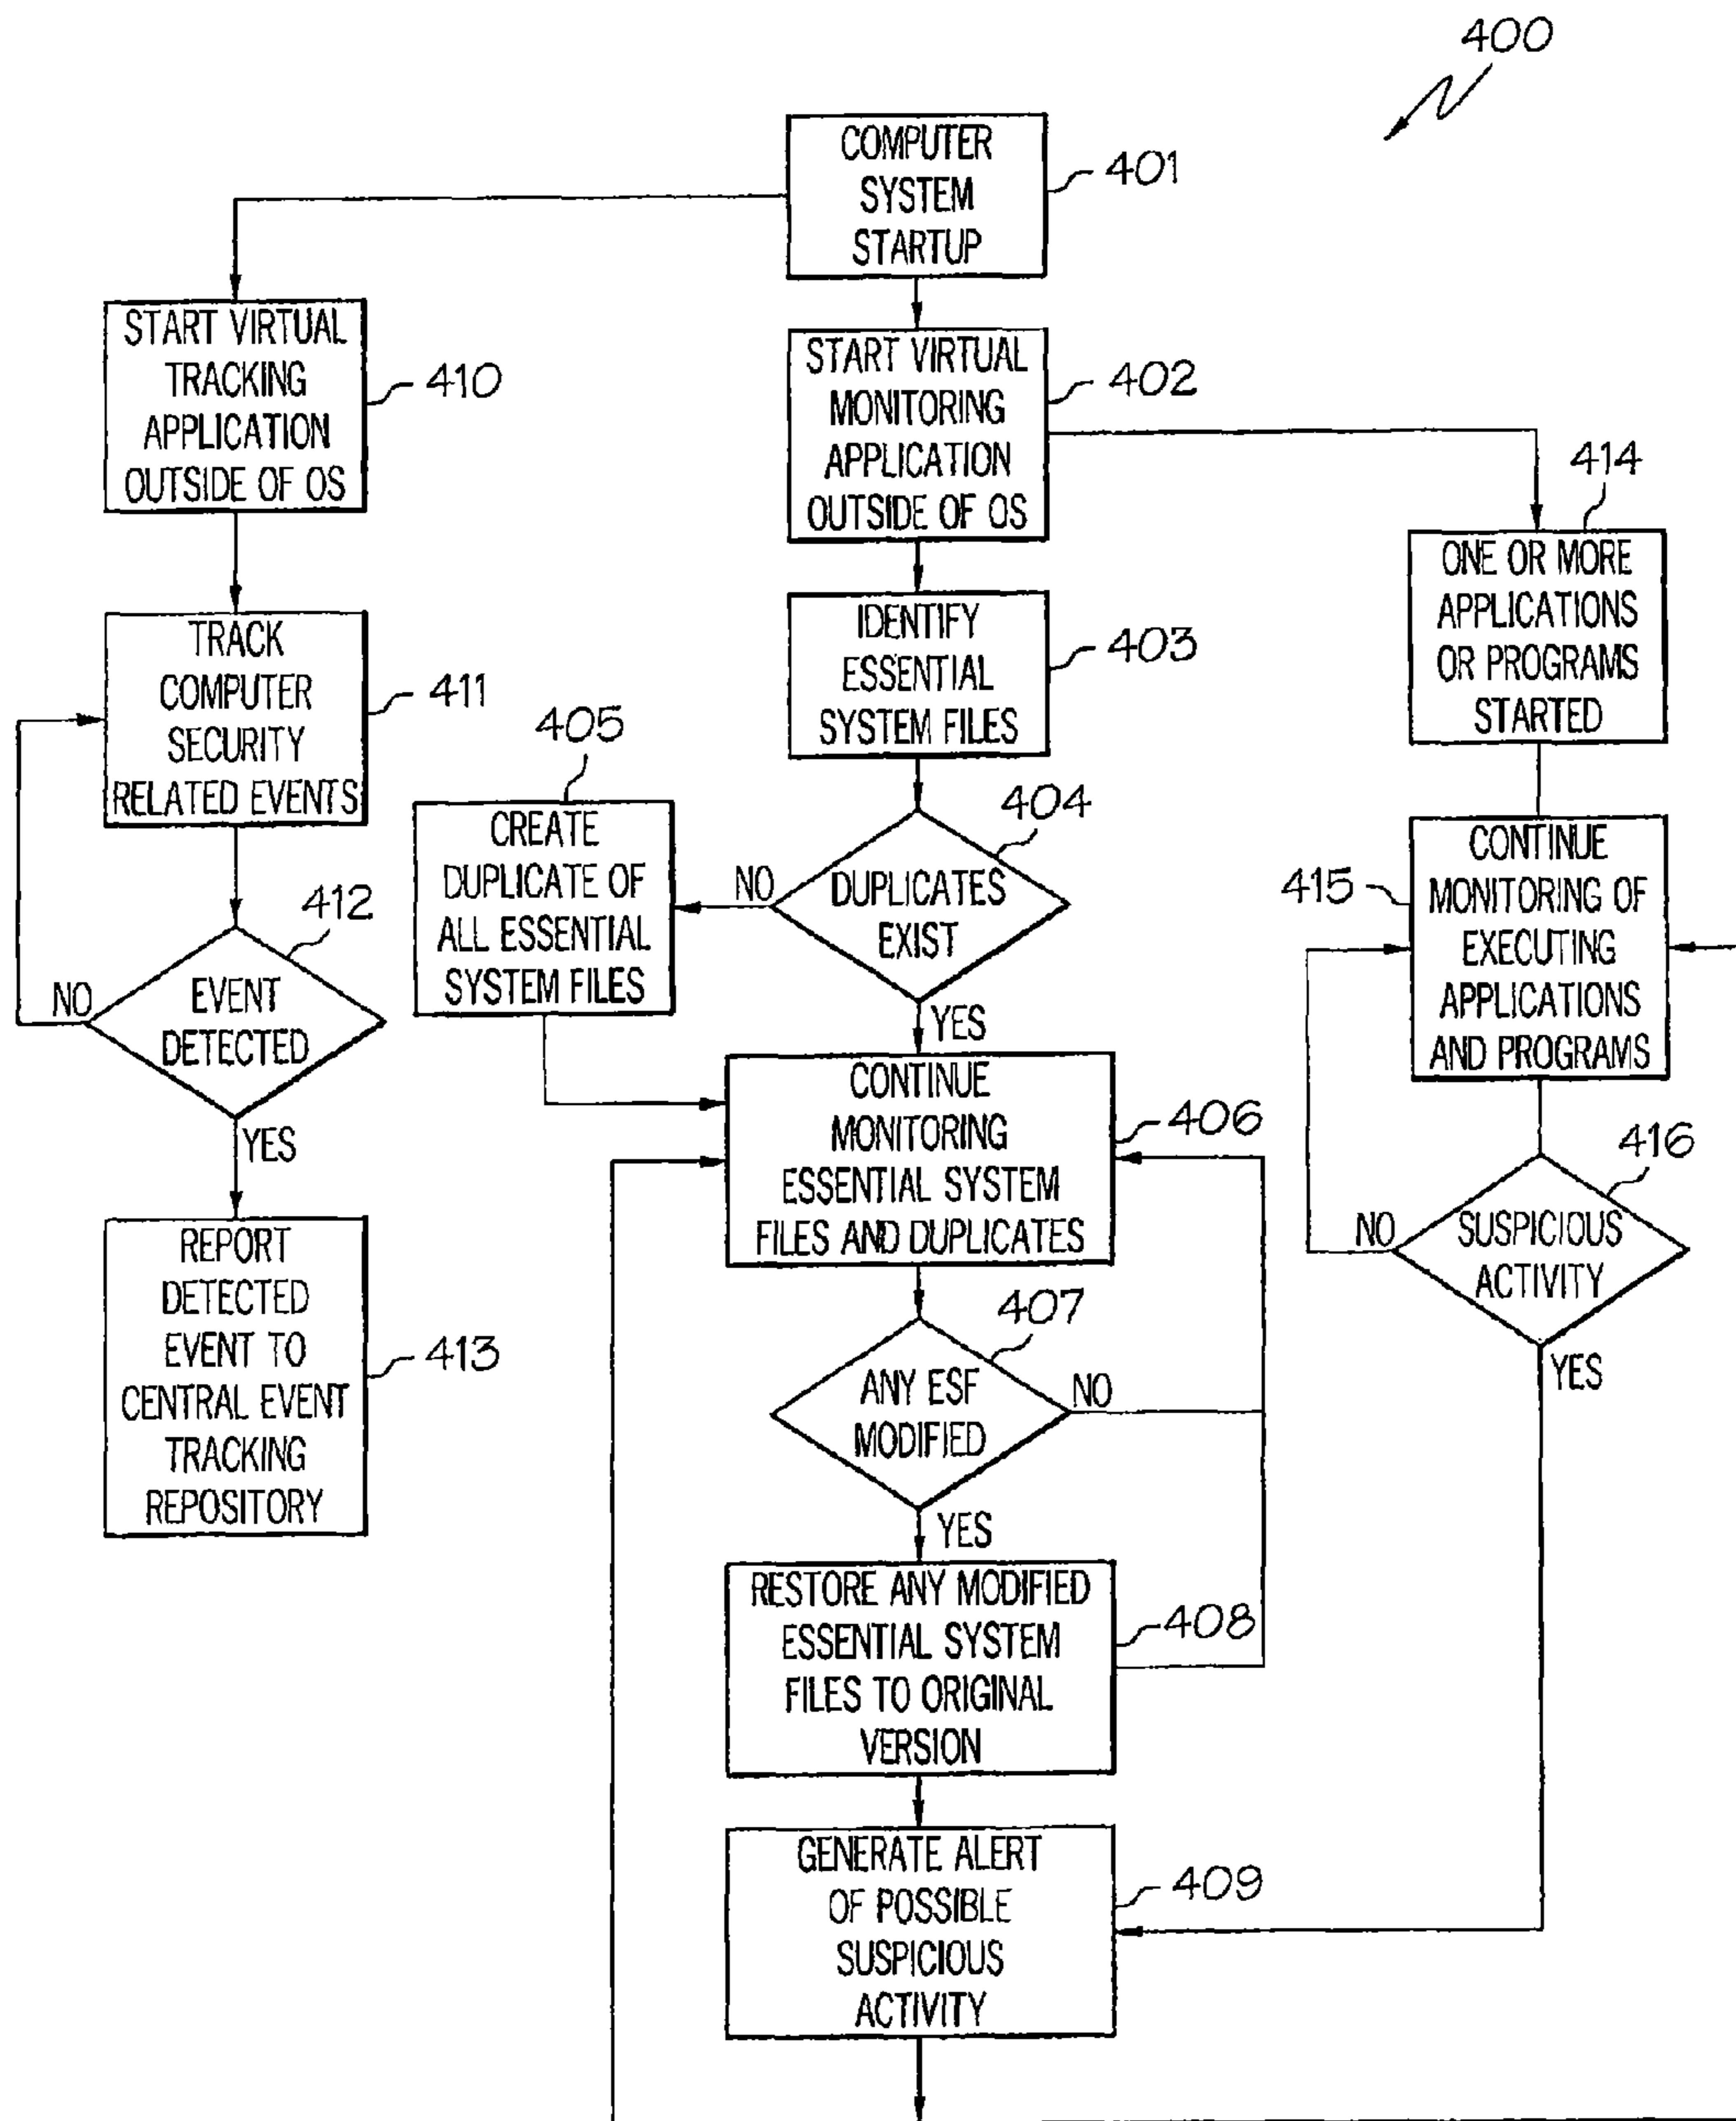 400
COMPUTER
SYSTEM
STARTUP
401
START VIRTUAL
TRACKING
APPLICATION
OUTSIDE OF OS
410
START VIRTUAL
MONITORING
APPLICATION
OUTSIDE OF OS
402
414
ONE OR MORE
APPLICATIONS
OR PROGRAMS
STARTED
TRACK
COMPUTER
SECURITY
RELATED EVENTS
411
IDENTIFY
ESSENTIAL
SYSTEM FILES
403
405
CREATE
DUPLICATE OF
ALL ESSENTIAL
SYSTEM FILES
404
NO
DUPLICATES
EXIST
YES
415
CONTINUE
MONITORING OF
EXECUTING
APPLICATIONS
AND PROGRAMS
412
NO
EVENT
DETECTED
YES
CONTINUE
MONITORING
ESSENTIAL SYSTEM
FILES AND DUPLICATES
406
416
NO
SUSPICIOUS
ACTIVITY
YES
REPORT
DETECTED
EVENT TO
CENTRAL EVENT
TRACKING
REPOSITORY
413
407
ANY ESF
MODIFIED
NO
YES
RESTORE ANY MODIFIED
ESSENTIAL SYSTEM
FILES TO ORIGINAL
VERSION
408
GENERATE ALERT
OF POSSIBLE
SUSPICIOUS
ACTIVITY
409